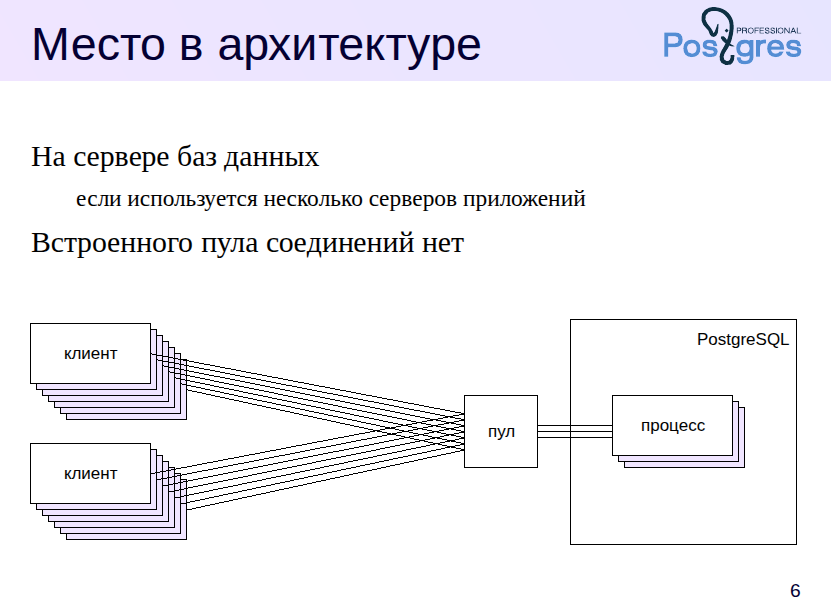 Место в архитектуре
PROFESSIONAL
Postgres
На сервере баз данных
если используется несколько серверов приложений
Встроенного пула соединений нет
PostgreSQL
клиент
процесс
пул
клиент
6